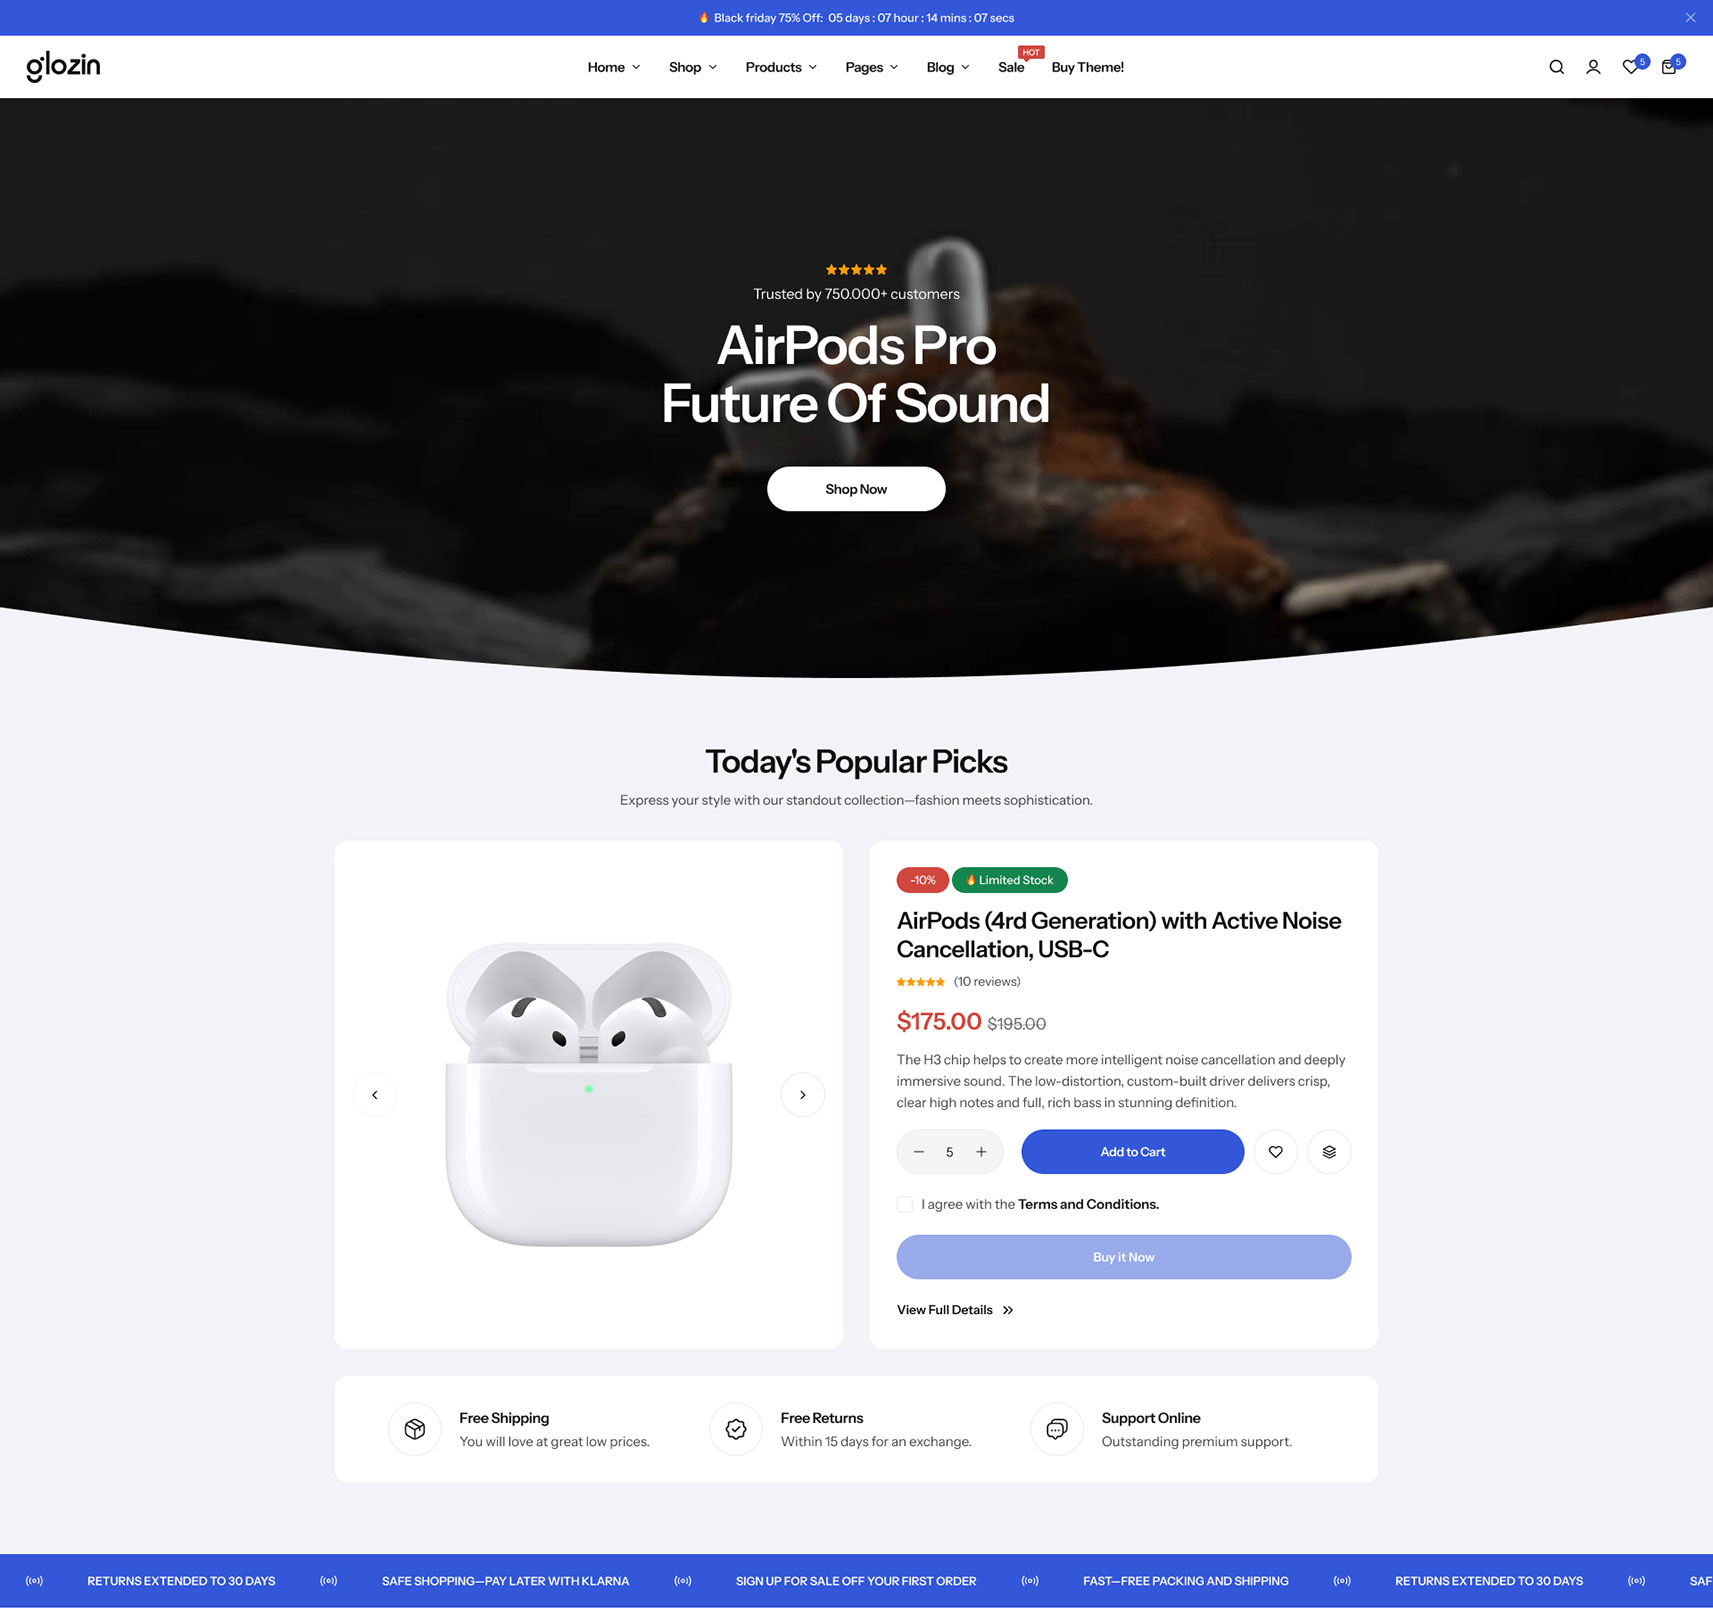 🔥 Black friday 75% Off: 05 days : 07 hour : 14 mins : 07 secs
glozin
Home Shop Products Pages Blog Sale HOT Buy Theme!
5 5
Trusted by 750.000+ customers
AirPods Pro
Future Of Sound
Shop Now
Today's Popular Picks
Express your style with our standout collection—fashion meets sophistication.
-10% 🔥 Limited Stock
AirPods (4rd Generation) with Active Noise
Cancellation, USB-C
(10 reviews)
$175.00 $195.00
The H3 chip helps to create more intelligent noise cancellation and deeply
immersive sound. The low-distortion, custom-built driver delivers crisp,
clear high notes and full, rich bass in stunning definition.
5 Add to Cart
I agree with the Terms and Conditions.
Buy it Now
View Full Details
Free Shipping
You will love at great low prices.
Free Returns
Within 15 days for an exchange.
Support Online
Outstanding premium support.
RETURNS EXTENDED TO 30 DAYS SAFE SHOPPING—PAY LATER WITH KLARNA SIGN UP FOR SALE OFF YOUR FIRST ORDER FAST—FREE PACKING AND SHIPPING RETURNS EXTENDED TO 30 DAYS SAF